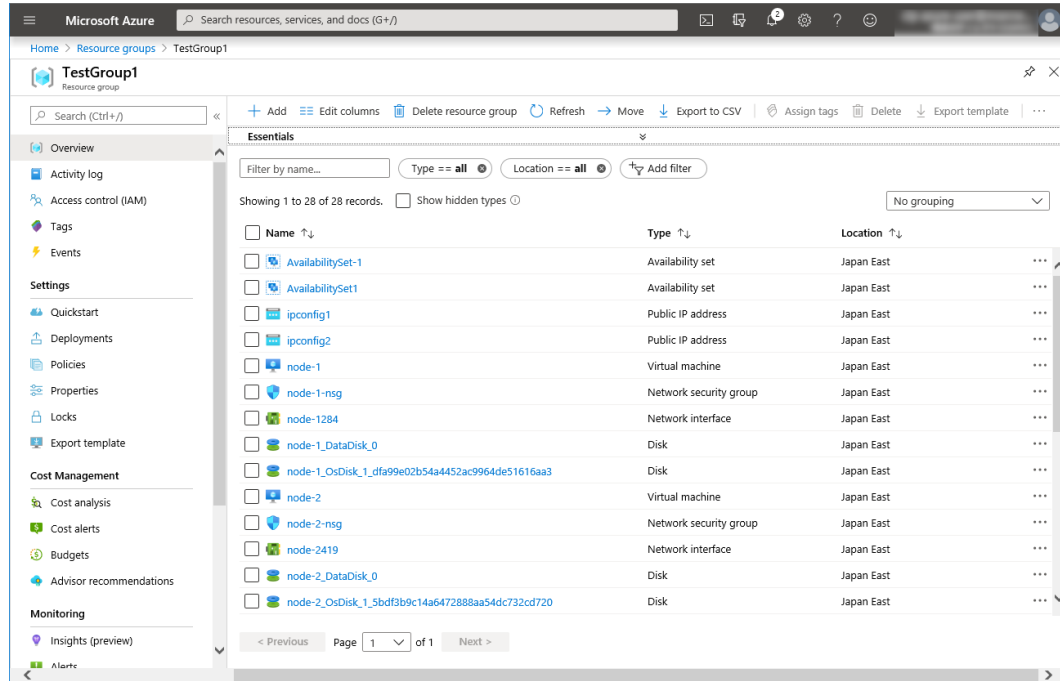 Microsoft Azure
Search resources, services, and docs (G+/)
2
Home > Resource groups > TestGroup1
TestGroup1
Resource group
Search (Ctrl+/)
Add Edit columns Delete resource group Refresh Move Export to CSV Assign tags Delete Export template
Essentials
Overview
Activity log
Access control (IAM)
Tags
Events
Settings
Quickstart
Deployments
Policies
Properties
Locks
Export template
Cost Management
Cost analysis
Cost alerts
Budgets
Advisor recommendations
Monitoring
Insights (preview)
Alerts
Filter by name... Type == all Location == all Add filter
Showing 1 to 28 of 28 records. Show hidden types No grouping
Name Type Location
AvailabilitySet-1 Availability set Japan East
AvailabilitySet1 Availability set Japan East
ipconfig1 Public IP address Japan East
ipconfig2 Public IP address Japan East
node-1 Virtual machine Japan East
node-1-nsg Network security group Japan East
node-1284 Network interface Japan East
node-1_DataDisk_0 Disk Japan East
node-1_OsDisk_1_dfa99e02b54a4452ac9964de51616aa3 Disk Japan East
node-2 Virtual machine Japan East
node-2-nsg Network security group Japan East
node-2419 Network interface Japan East
node-2_DataDisk_0 Disk Japan East
node-2_OsDisk_1_5bdf3b9c14a6472888aa54dc732cd720 Disk Japan East
< Previous Page 1 of 1 Next >